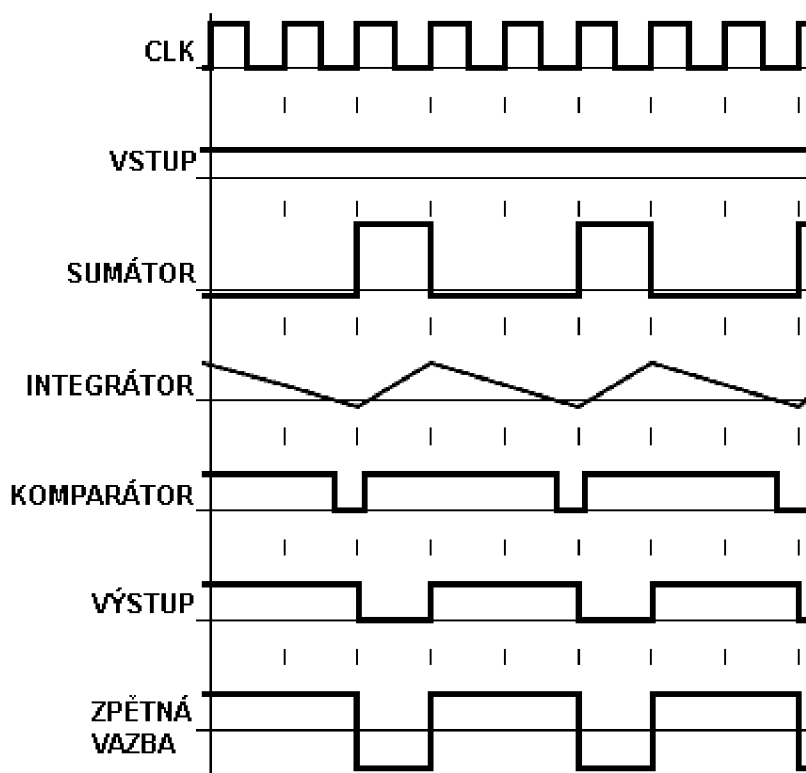 CLK
VSTUP
SUMÁTOR
INTEGRÁTOR
KOMPARÁTOR
VÝSTUP
ZPĚTNÁ
VAZBA